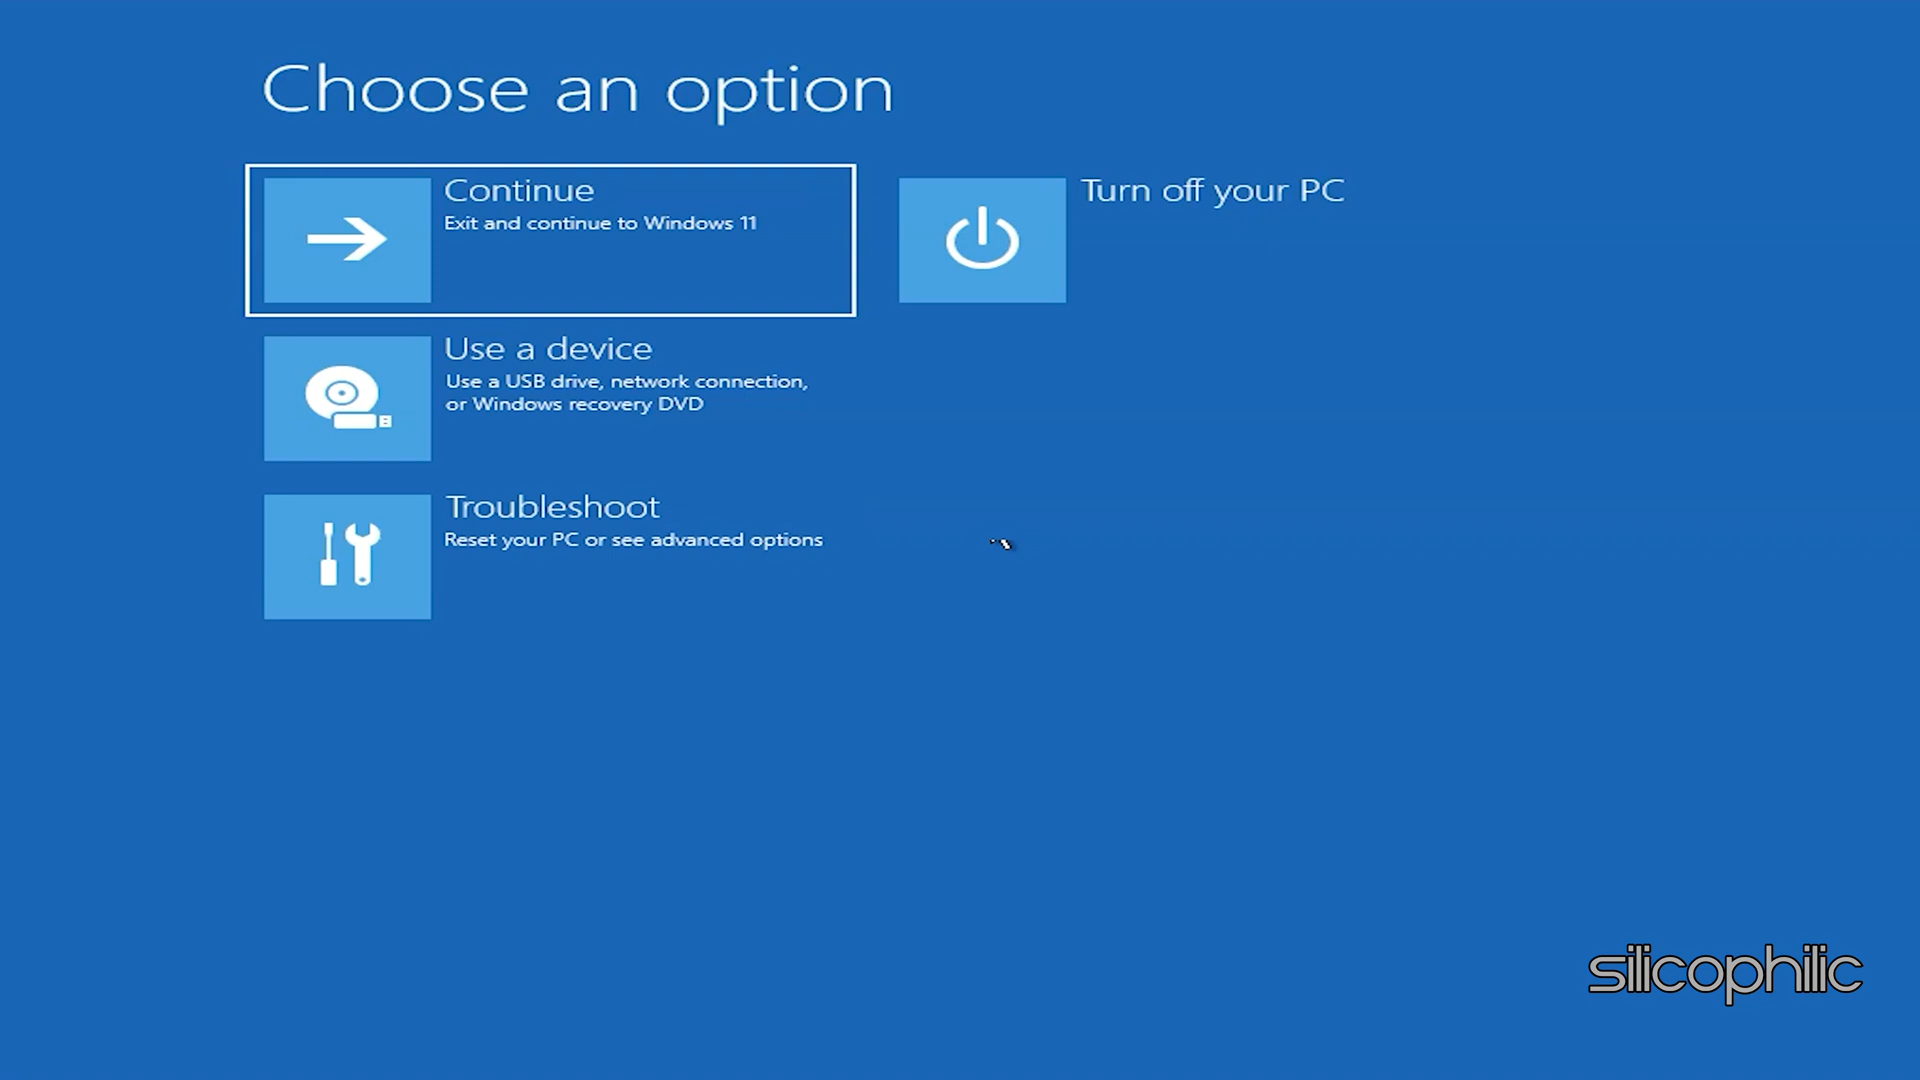 Choose an option
Continue
Exit and continue to Windows 11
Turn off your PC
Use a device
Use a USB drive, network connection,
or Windows recovery DVD
Troubleshoot
Reset your PC or see advanced options
silicophilic